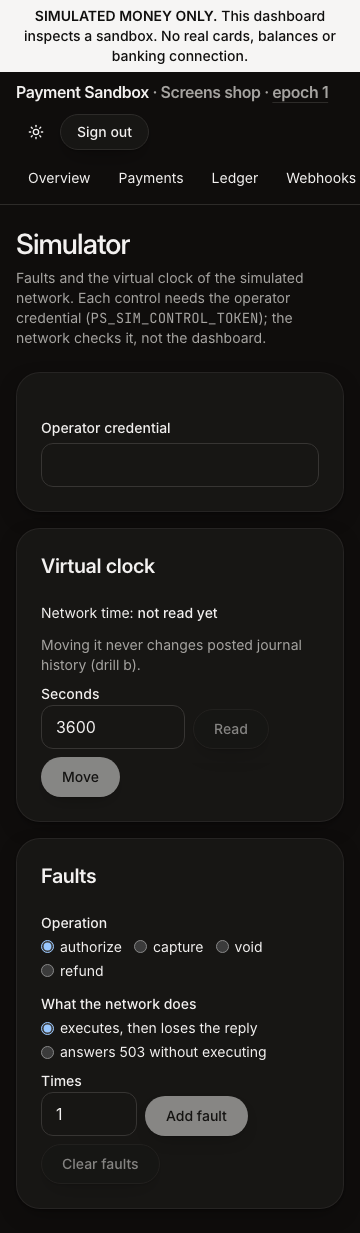 SIMULATED MONEY ONLY. This dashboard
inspects a sandbox. No real cards, balances or
banking connection.
Payment Sandbox · Screens shop · epoch 1
Sign out
Overview Payments Ledger Webhooks
Simulator
Faults and the virtual clock of the simulated
network. Each control needs the operator
credential (PS_SIM_CONTROL_TOKEN); the
network checks it, not the dashboard.
Operator credential
Virtual clock
Network time: not read yet
Moving it never changes posted journal
history (drill b).
Seconds
3600 Read
Move
Faults
Operation
authorize capture void
refund
What the network does
executes, then loses the reply
answers 503 without executing
Times
1 Add fault
Clear faults